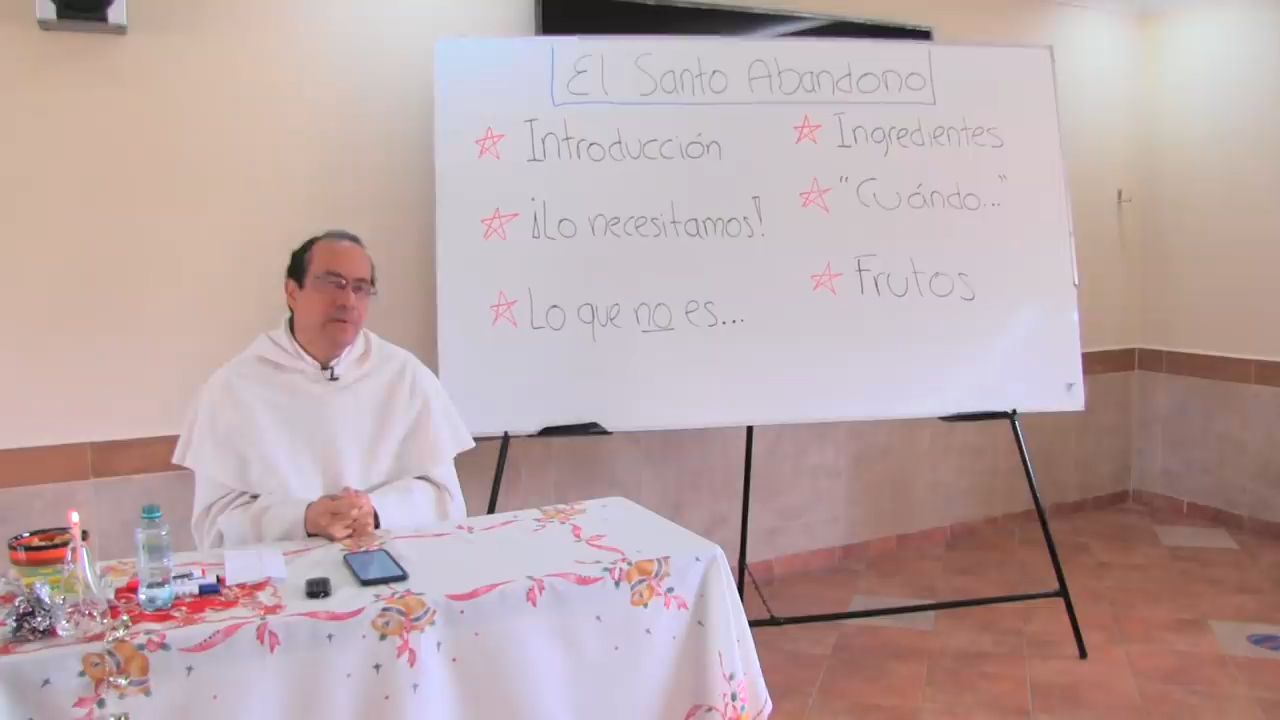 El Santo Abandono
Introducción
¡Lo necesitamos!
Lo que no es...
Ingredientes
"Cuándo..."
Frutos